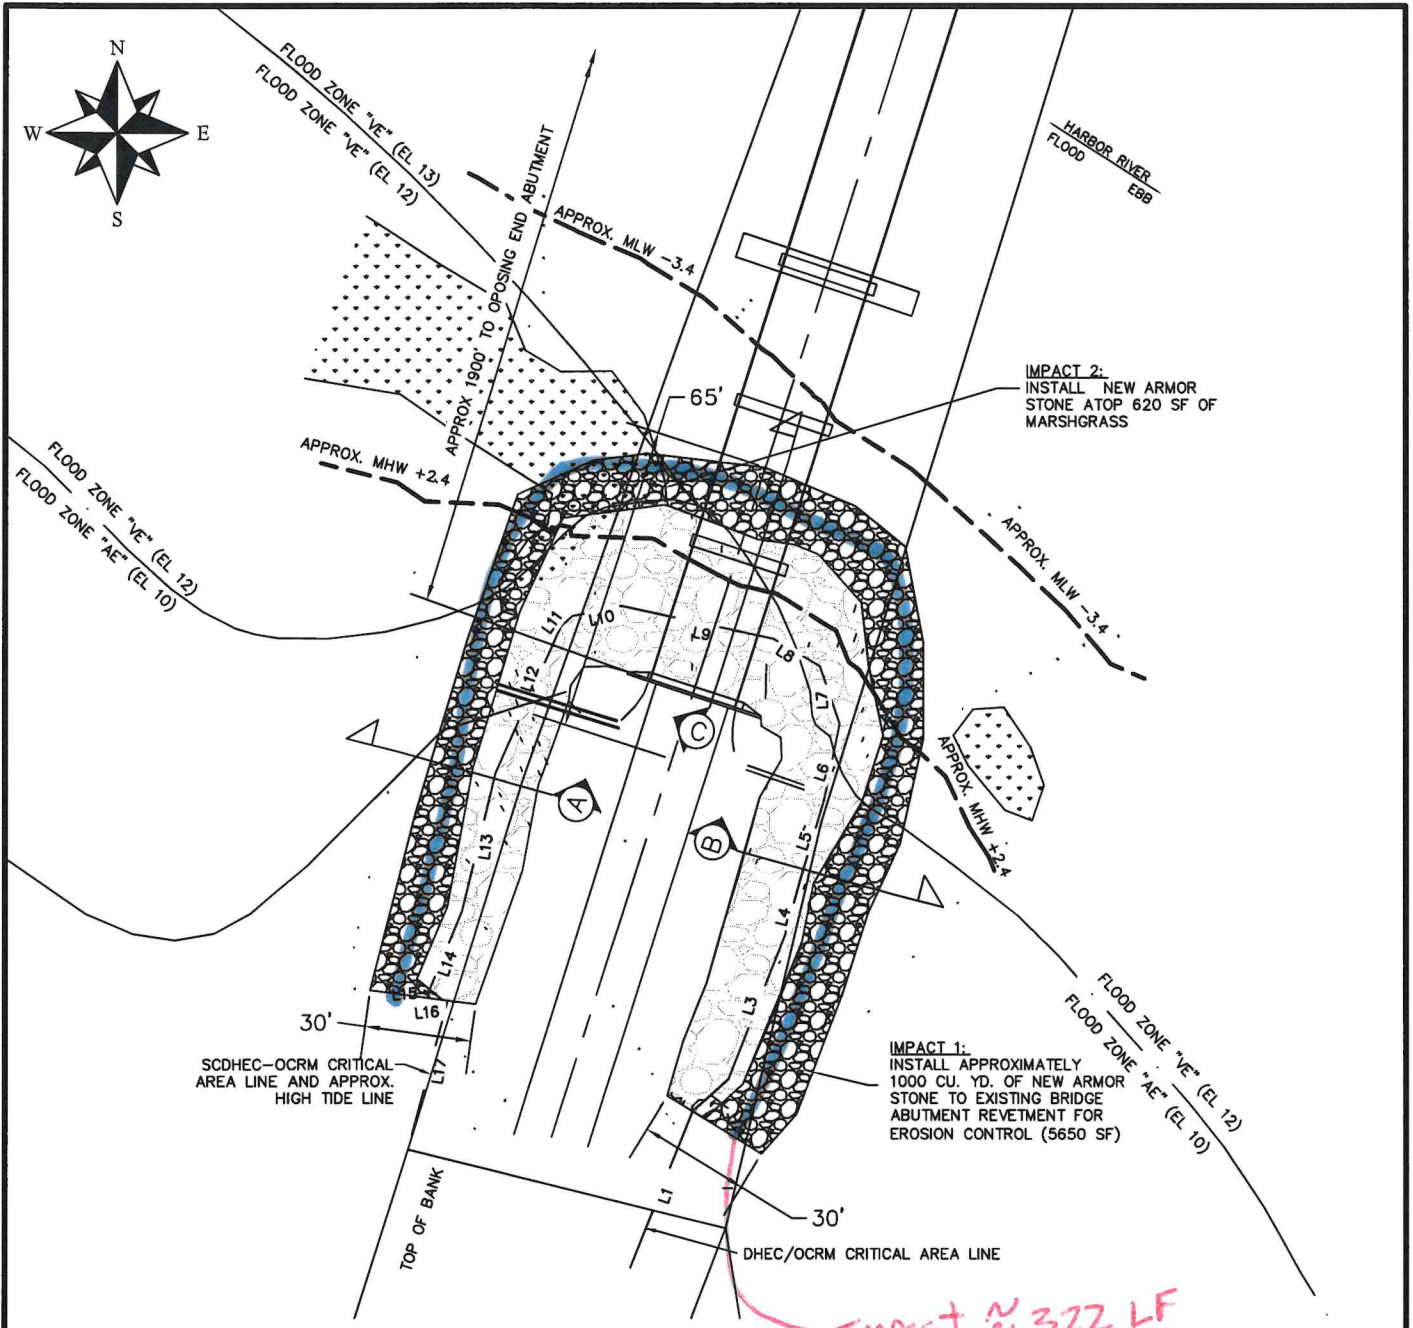 N
W
E
S
FLOOD ZONE "VE" (EL 13)
FLOOD ZONE "VE" (EL 12)
APPROX 1900' TO OPOSING END ABUTMENT
APPROX. MLW -3.4
HARBOR RIVER
FLOOD
EBB
65'
IMPACT 2:
INSTALL NEW ARMOR
STONE ATOP 620 SF OF
MARSHGRASS
FLOOD ZONE "VE" (EL 12)
FLOOD ZONE "AE" (EL 10)
APPROX. MHW +2.4
APPROX. MLW -3.4
L11
L10
L9
L8
L12
L7
C
L6
APPROX. MHW +2.4
A
B
L13
L5
L4
L14
L3
L15
L16
30'
SCDHEC-OCRM CRITICAL
AREA LINE AND APPROX.
HIGH TIDE LINE
L17
FLOOD ZONE "VE" (EL 12)
FLOOD ZONE "AE" (EL 10)
IMPACT 1:
INSTALL APPROXIMATELY
1000 CU. YD. OF NEW ARMOR
STONE TO EXISTING BRIDGE
ABUTMENT REVETMENT FOR
EROSION CONTROL (5650 SF)
TOP OF BANK
L1
30'
DHEC/OCRM CRITICAL AREA LINE
Impact ≈ 322 LF